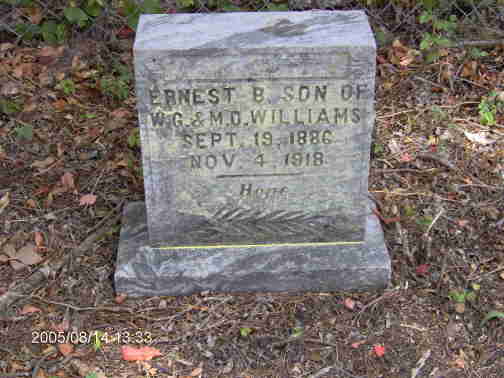 ERNEST B. SON OF
W.G. & M.D. WILLIAMS
SEPT. 19, 1886
NOV. 4, 1918
Hope
2005/08/14 13:33